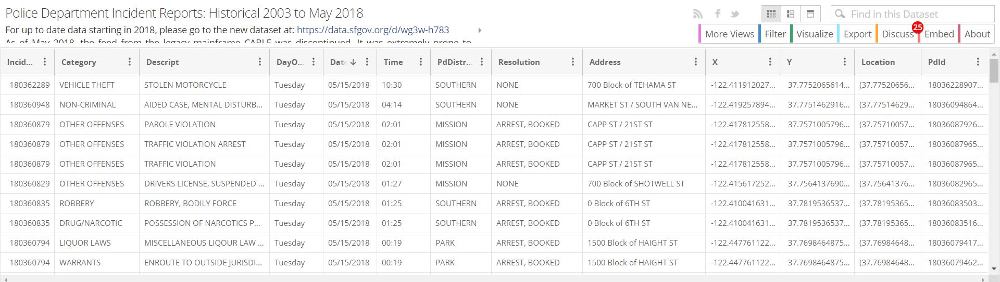 Police Department Incident Reports: Historical 2003 to May 2018
Find in this Dataset
For up to date data starting in 2018, please go to the new dataset at: https://data.sfgov.org/d/wg3w-h783
As of May 2018, the feed from the legacy mainframe CABLE was discontinued. It was extremely prone to
25
More Views Filter Visualize Export Discuss Embed About
Incid... Category Descript DayO... Date Time PdDistr... Resolution Address X Y Location PdId
180362289 VEHICLE THEFT STOLEN MOTORCYCLE Tuesday 05/15/2018 10:30 SOUTHERN NONE 700 Block of TEHAMA ST -122.411912027... 37.7752065614... (37.77520656... 18036228907...
180360948 NON-CRIMINAL AIDED CASE, MENTAL DISTURB... Tuesday 05/15/2018 04:14 SOUTHERN NONE MARKET ST / SOUTH VAN NE... -122.419257894... 37.7751462916... (37.77514629... 18036094864...
180360879 OTHER OFFENSES PAROLE VIOLATION Tuesday 05/15/2018 02:01 MISSION ARREST, BOOKED CAPP ST / 21ST ST -122.417812558... 37.7571005796... (37.75710057... 18036087926...
180360879 OTHER OFFENSES TRAFFIC VIOLATION ARREST Tuesday 05/15/2018 02:01 MISSION ARREST, BOOKED CAPP ST / 21ST ST -122.417812558... 37.7571005796... (37.75710057... 18036087965...
180360879 OTHER OFFENSES TRAFFIC VIOLATION Tuesday 05/15/2018 02:01 MISSION ARREST, BOOKED CAPP ST / 21ST ST -122.417812558... 37.7571005796... (37.75710057... 18036087965...
180360829 OTHER OFFENSES DRIVERS LICENSE, SUSPENDED ... Tuesday 05/15/2018 01:27 MISSION NONE 700 Block of SHOTWELL ST -122.415617252... 37.7564137690... (37.75641376... 18036082965...
180360835 ROBBERY ROBBERY, BODILY FORCE Tuesday 05/15/2018 01:25 SOUTHERN ARREST, BOOKED 0 Block of 6TH ST -122.410041631... 37.7819536537... (37.78195365... 18036083503...
180360835 DRUG/NARCOTIC POSSESSION OF NARCOTICS P... Tuesday 05/15/2018 01:25 SOUTHERN ARREST, BOOKED 0 Block of 6TH ST -122.410041631... 37.7819536537... (37.78195365... 18036083516...
180360794 LIQUOR LAWS MISCELLANEOUS LIQOUR LAW ... Tuesday 05/15/2018 00:19 PARK ARREST, BOOKED 1500 Block of HAIGHT ST -122.447761122... 37.7698464875... (37.76984648... 18036079417...
180360794 WARRANTS ENROUTE TO OUTSIDE JURISDI... Tuesday 05/15/2018 00:19 PARK ARREST, BOOKED 1500 Block of HAIGHT ST -122.447761122... 37.7698464875... (37.76984648... 18036079462...